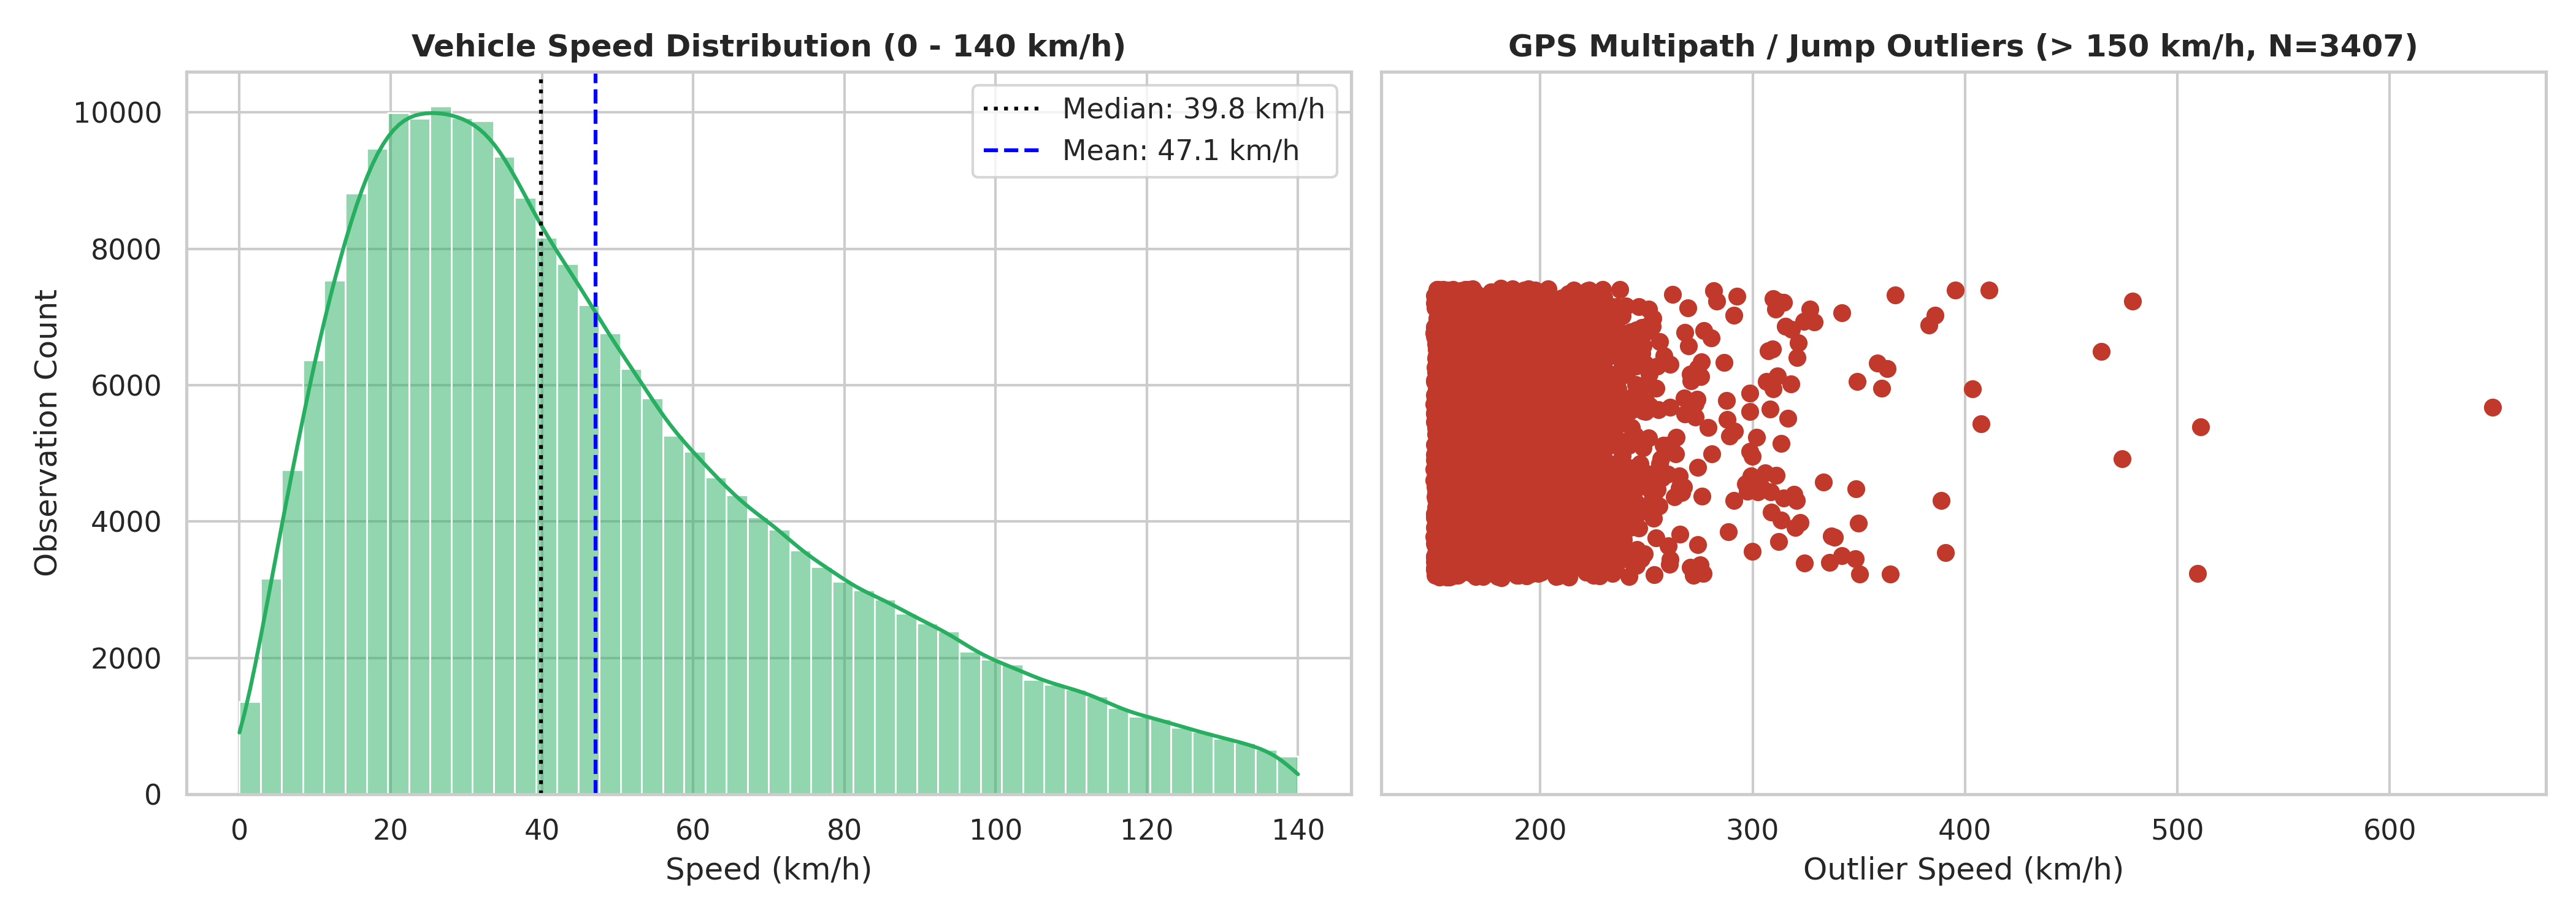 Vehicle Speed Distribution (0 - 140 km/h)
Median: 39.8 km/h
Mean: 47.1 km/h
Observation Count
10000
8000
6000
4000
2000
0
0 20 40 60 80 100 120 140
Speed (km/h)
GPS Multipath / Jump Outliers (> 150 km/h, N=3407)
200 300 400 500 600
Outlier Speed (km/h)